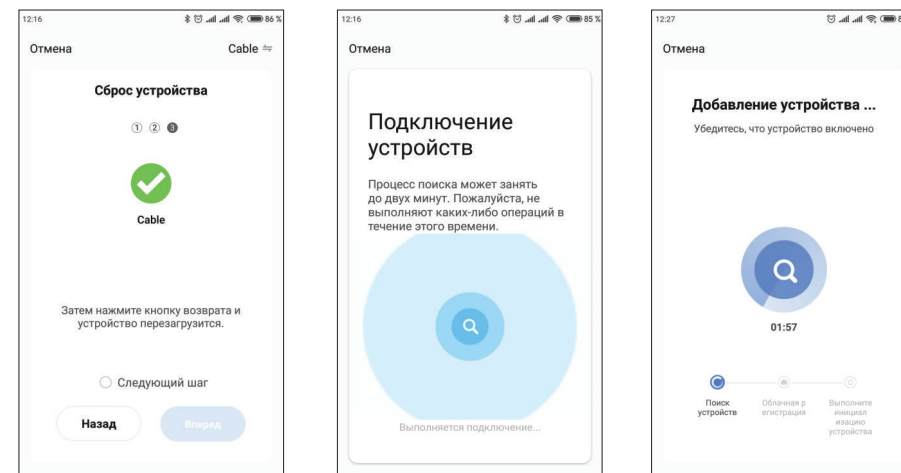 12:16
86 %
Отмена
Cable
Сброс устройства
1 2 3
Cable
Затем нажмите кнопку возврата и
устройство перезагрузится.
Следующий шаг
Назад
Вперед
12:16
85 %
Отмена
Подключение
устройств
Процесс поиска может занять
до двух минут. Пожалуйста, не
выполняют каких-либо операций в
течение этого времени.
Выполняется подключение...
12:27
8
Отмена
Добавление устройства ...
Убедитесь, что устройство включено
01:57
Поиск
устройств
Облачная р
егистрация
Выполните
инициал
изацию
устройства